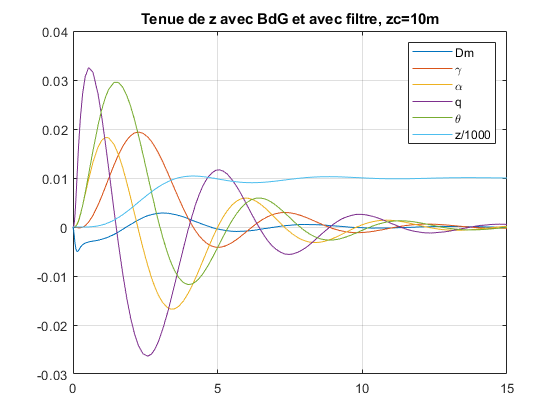 Tenue de z avec BdG et avec filtre, zc=10m
0.04
0.03
0.02
0.01
0
-0.01
-0.02
-0.03
0
5
10
15
Dm
γ
α
q
θ
z/1000